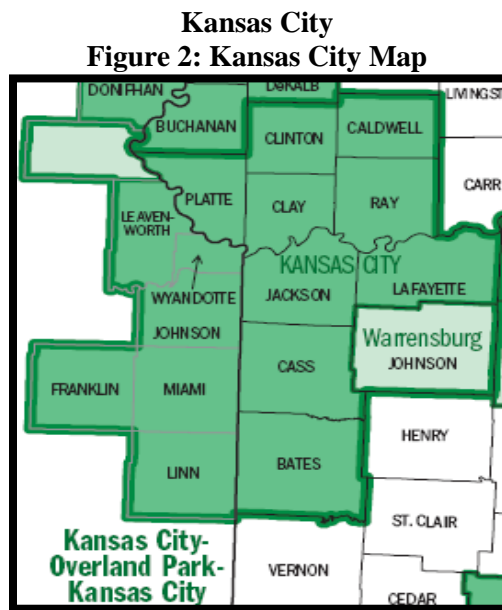 Kansas City
Figure 2: Kansas City Map
DONIPHAN
DeKALB
LIVINGST
BUCHANAN
CLINTON
CALDWELL
CARR
PLATTE
CLAY
RAY
LEAVEN-
WORTH
KANSAS CITY
WYANDOTTE
JACKSON
LAFAYETTE
JOHNSON
Warrensburg
JOHNSON
CASS
FRANKLIN
MIAMI
HENRY
LINN
BATES
ST. CLAIR
Kansas City-
Overland Park-
Kansas City
VERNON
CEDAR